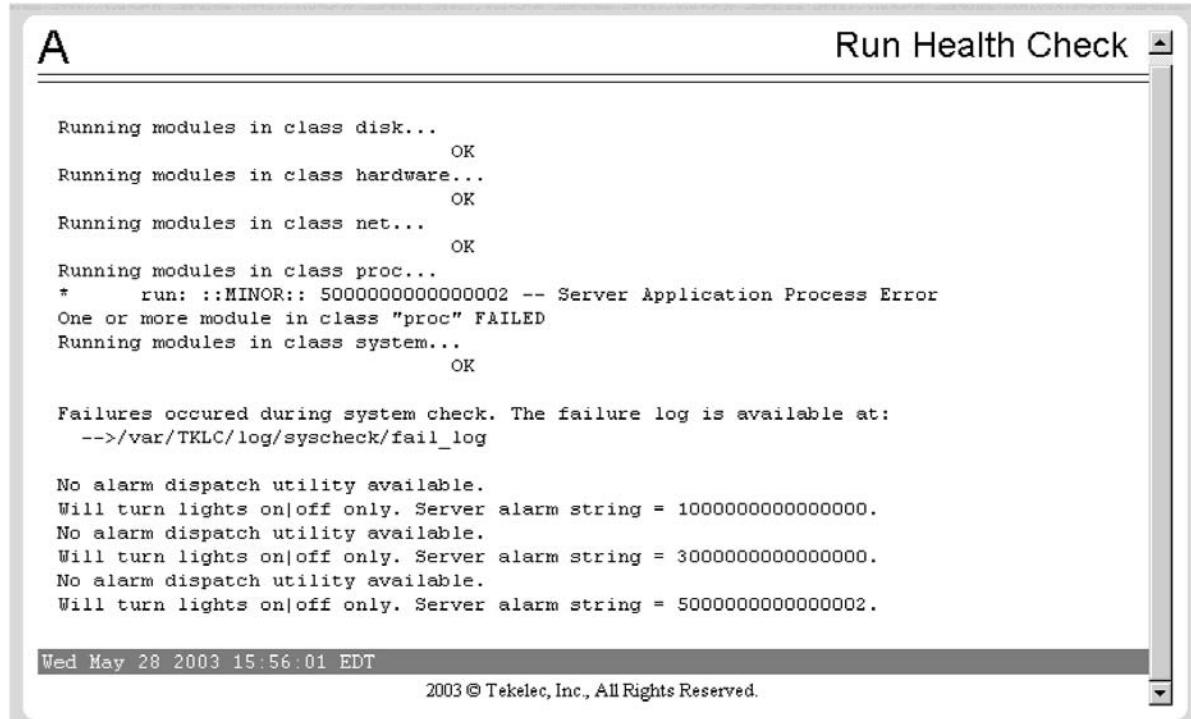 A
Run Health Check
Running modules in class disk...
OK
Running modules in class hardware...
OK
Running modules in class net...
OK
Running modules in class proc...
* run: ::MINOR:: 5000000000000002 -- Server Application Process Error
One or more module in class "proc" FAILED
Running modules in class system...
OK
Failures occured during system check. The failure log is available at:
-->/var/TKLC/log/syscheck/fail_log
No alarm dispatch utility available.
Will turn lights on|off only. Server alarm string = 1000000000000000.
No alarm dispatch utility available.
Will turn lights on|off only. Server alarm string = 3000000000000000.
No alarm dispatch utility available.
Will turn lights on|off only. Server alarm string = 5000000000000002.
Wed May 28 2003 15:56:01 EDT
2003 © Tekelec, Inc., All Rights Reserved.